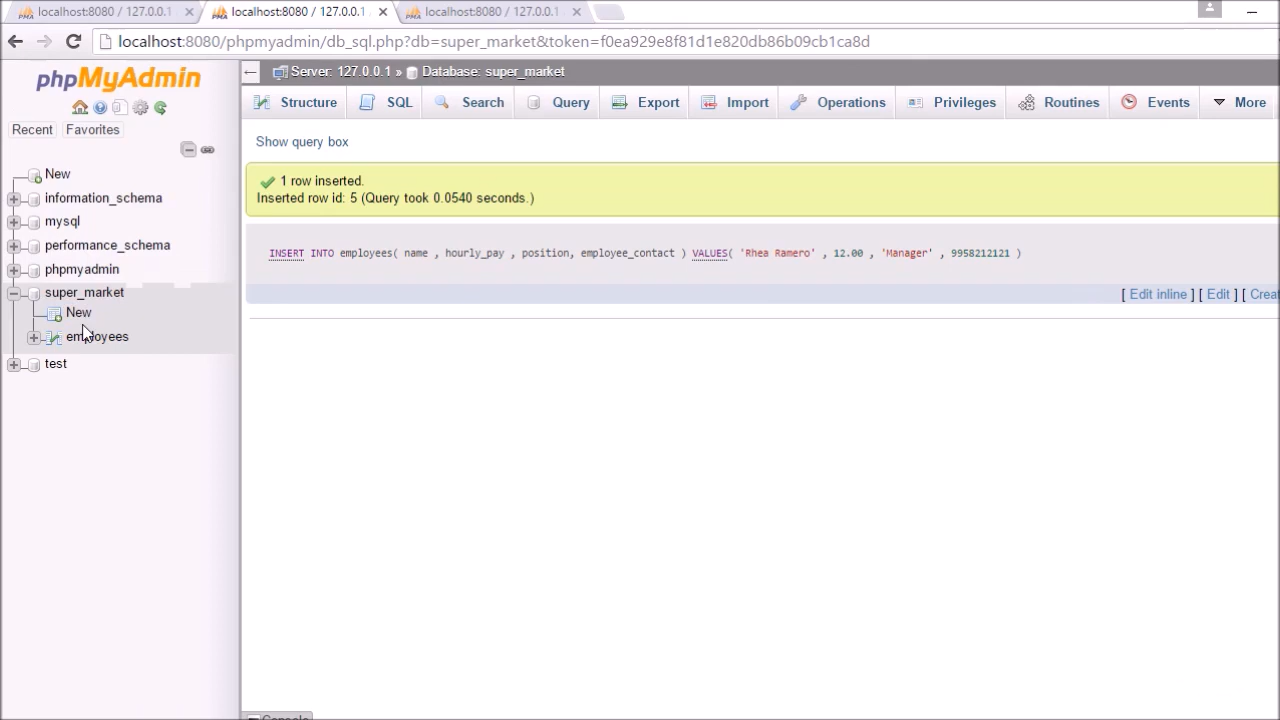 localhost:8080 / 127.0.0.1
localhost:8080 / 127.0.0.1
localhost:8080 / 127.0.0.1
localhost:8080/phpmyadmin/db_sql.php?db=super_market&token=f0ea929e8f81d1e820db86b09cb1ca8d
phpMyAdmin
Recent Favorites
New
information_schema
mysql
performance_schema
phpmyadmin
super_market
New
employees
test
Server: 127.0.0.1 » Database: super_market
Structure SQL Search Query Export Import Operations Privileges Routines Events More
Show query box
1 row inserted.
Inserted row id: 5 (Query took 0.0540 seconds.)
INSERT INTO employees( name , hourly_pay , position, employee_contact ) VALUES( 'Rhea Ramero' , 12.00 , 'Manager' , 9958212121 )
[ Edit inline ] [ Edit ] [ Creat
Console